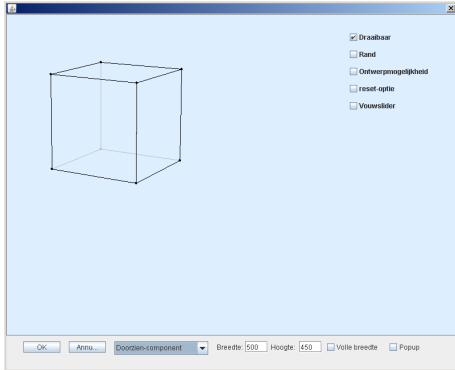 Draaibaar
Rand
Ontwerpmogelijkheid
reset-optie
Vouwslider
OK Annu... Doorzien-component Breedte: 500 Hoogte: 450 Volle breedte Popup